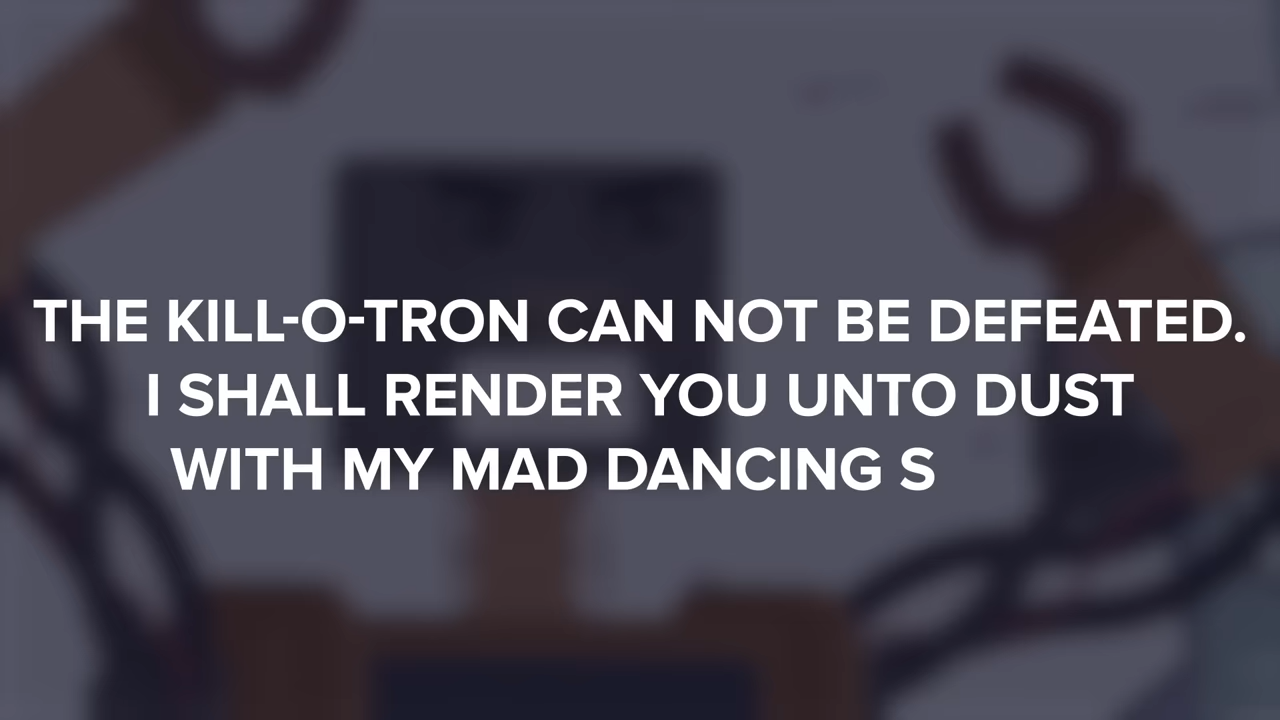 THE KILL-O-TRON CAN NOT BE DEFEATED.
I SHALL RENDER YOU UNTO DUST
WITH MY MAD DANCING S